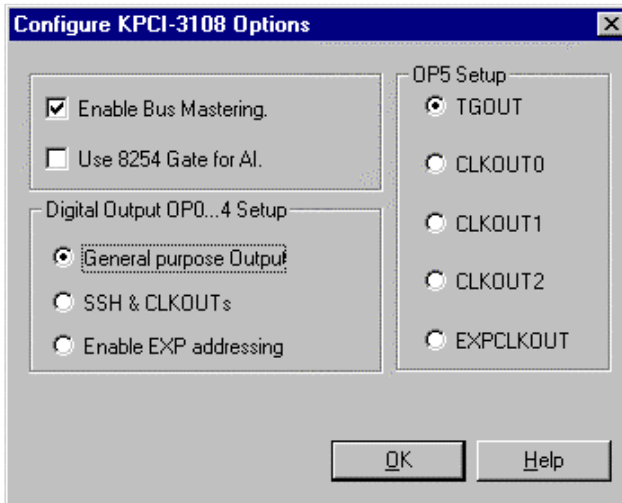 Configure KPCI-3108 Options
Enable Bus Mastering.
Use 8254 Gate for AI.
Digital Output OP0...4 Setup
General purpose Output
SSH & CLKOUTs
Enable EXP addressing
OP5 Setup
TGOUT
CLKOUT0
CLKOUT1
CLKOUT2
EXPCLKOUT
OK
Help